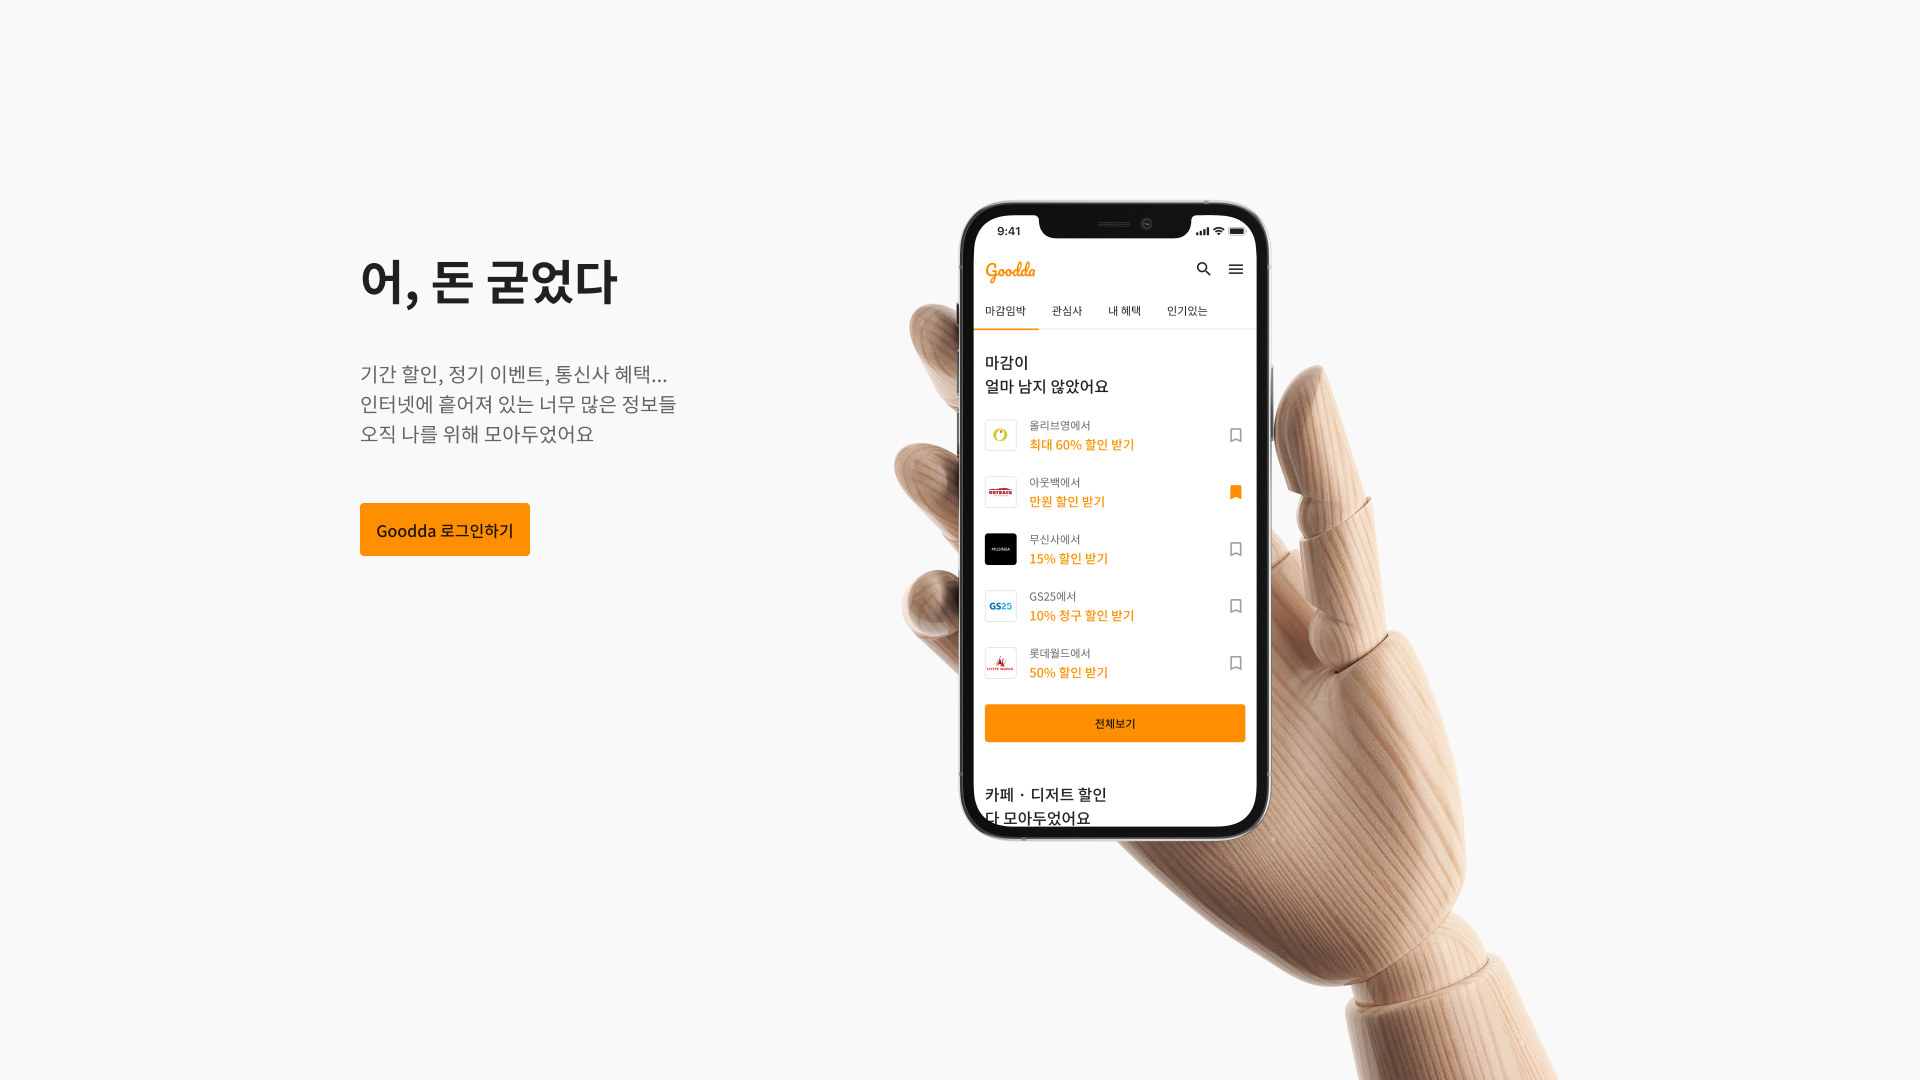 어, 돈 굳었다
기간 할인, 정기 이벤트, 통신사 혜택...
인터넷에 흩어져 있는 너무 많은 정보들
오직 나를 위해 모아두었어요
Goodda 로그인하기
9:41
Goodda
마감임박 관심사 내 혜택 인기있는
마감이
얼마 남지 않았어요
올리브영에서
최대 60% 할인 받기
OUTBACK
아웃백에서
만원 할인 받기
MUSINSA
무신사에서
15% 할인 받기
GS25
GS25에서
10% 청구 할인 받기
LOTTE WORLD
롯데월드에서
50% 할인 받기
전체보기
카페 · 디저트 할인
다 모아두었어요